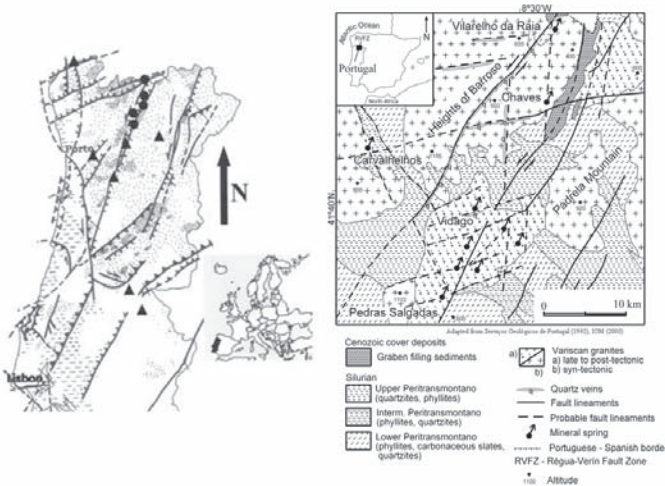 Porto
N
Lisbon
8º30'W
Atlantic Ocean
N
RVFZ
Portugal
North Africa
Vilarelho da Raia
Heights of Barroso
Chaves
Carvalhelhos
41º40'N
Padrela Mountain
Vidago
Pedras Salgadas
0 10 km
Adapted from Serviços Geológicos de Portugal (1992), IGM (2000)
Cenozoic cover deposits
Graben filling sediments
Silurian
Upper Peritransmontano
(quartzites, phyllites)
Interm. Peritransmontano
(phyllites, quartzites)
Lower Peritransmontano
(phyllites, carbonaceous slates,
quartzites)
a)
b)
Variscan granites
a) late to post-tectonic
b) syn-tectonic
Quartz veins
Fault lineaments
Probable fault lineaments
Mineral spring
Portuguese - Spanish borde
RVFZ - Régua-Verin Fault Zone
1100 Altitude